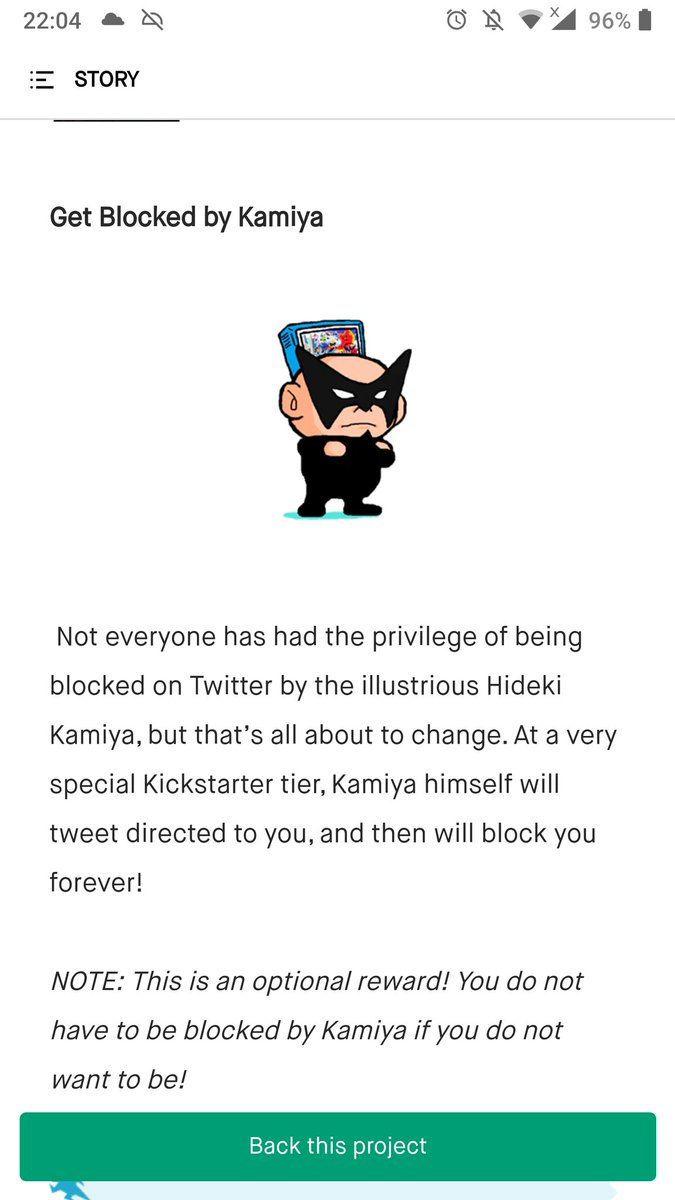 22:04
96%
STORY
Get Blocked by Kamiya
Not everyone has had the privilege of being
blocked on Twitter by the illustrious Hideki
Kamiya, but that’s all about to change. At a very
special Kickstarter tier, Kamiya himself will
tweet directed to you, and then will block you
forever!
NOTE: This is an optional reward! You do not
have to be blocked by Kamiya if you do not
want to be!
Back this project